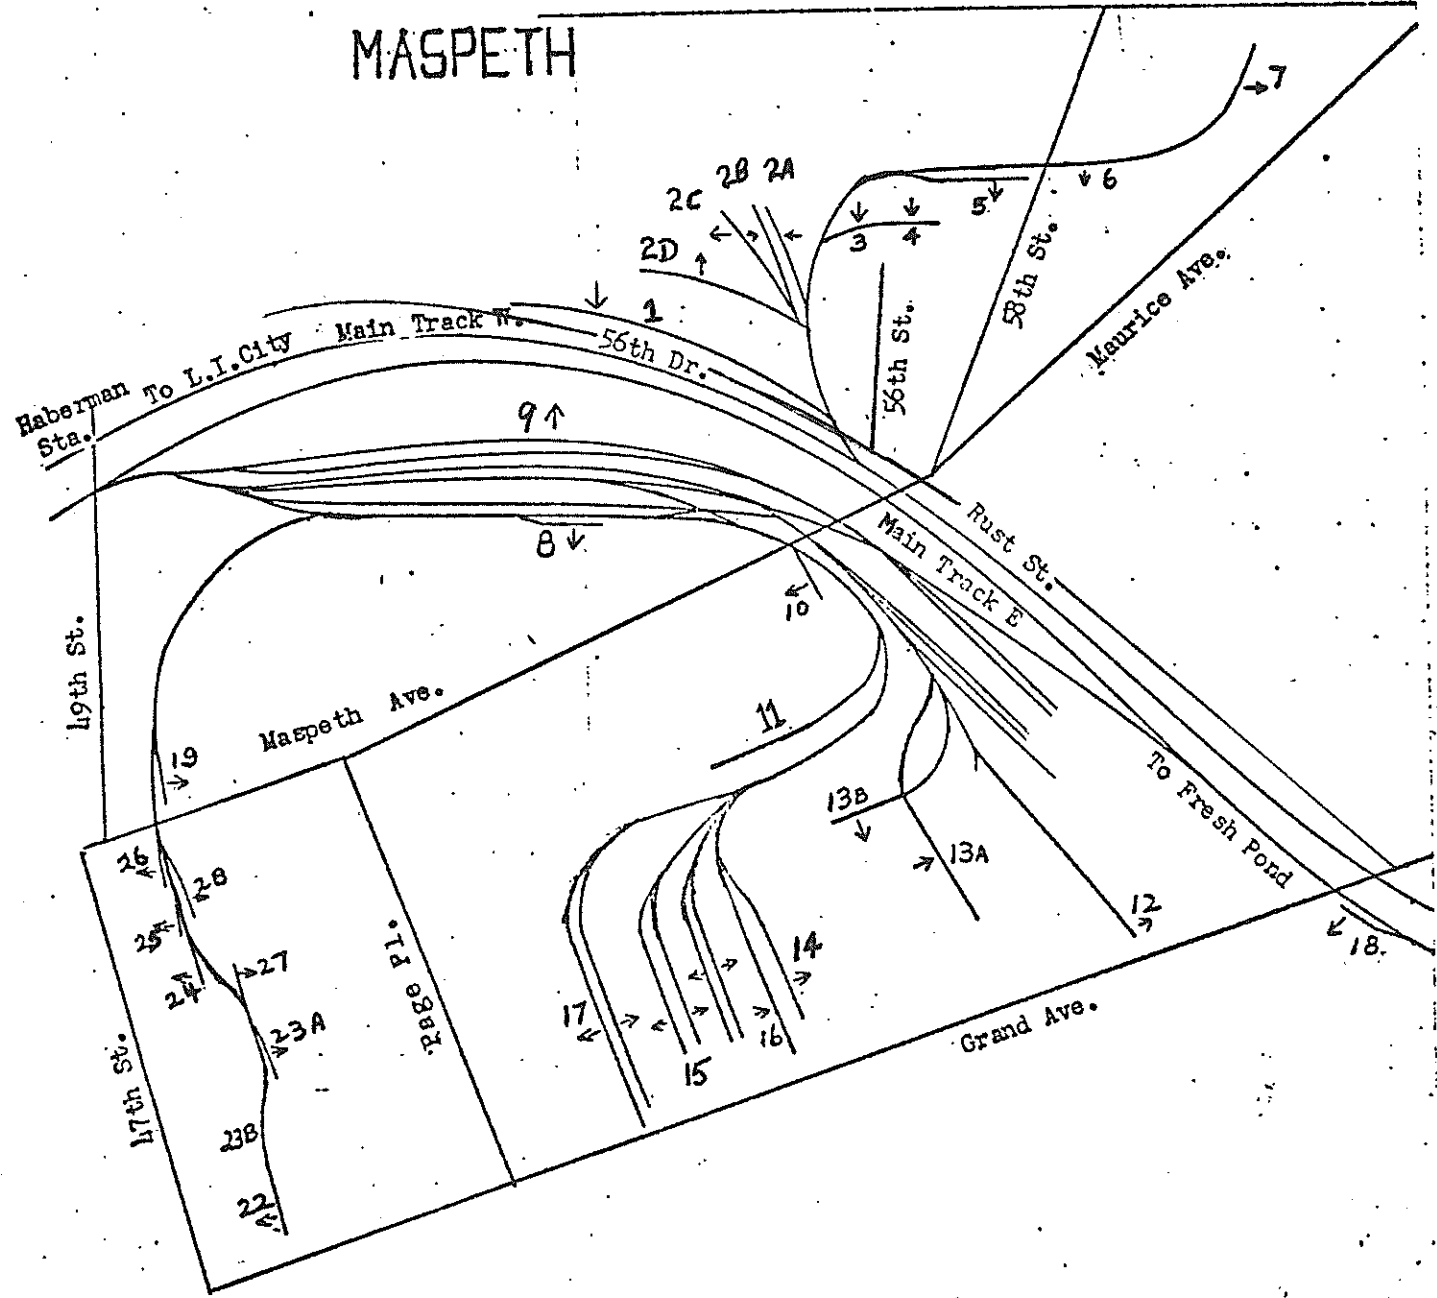 MASPETH
7
2B 2A
2C
6
5
3 4
2D
58th St.
Maurice Ave.
1
Main Track W.
56th Dr.
56th St.
To L.I.City
Haberman
Sta.
9
Rust St.
Main Track E
8
10
49th St.
Maspeth Ave.
11
19
To Fresh Pond
13B
13A
26
28
12
25
14
18
27
24
Page Pl.
17
23A
16
Grand Ave.
15
47th St.
23B
22